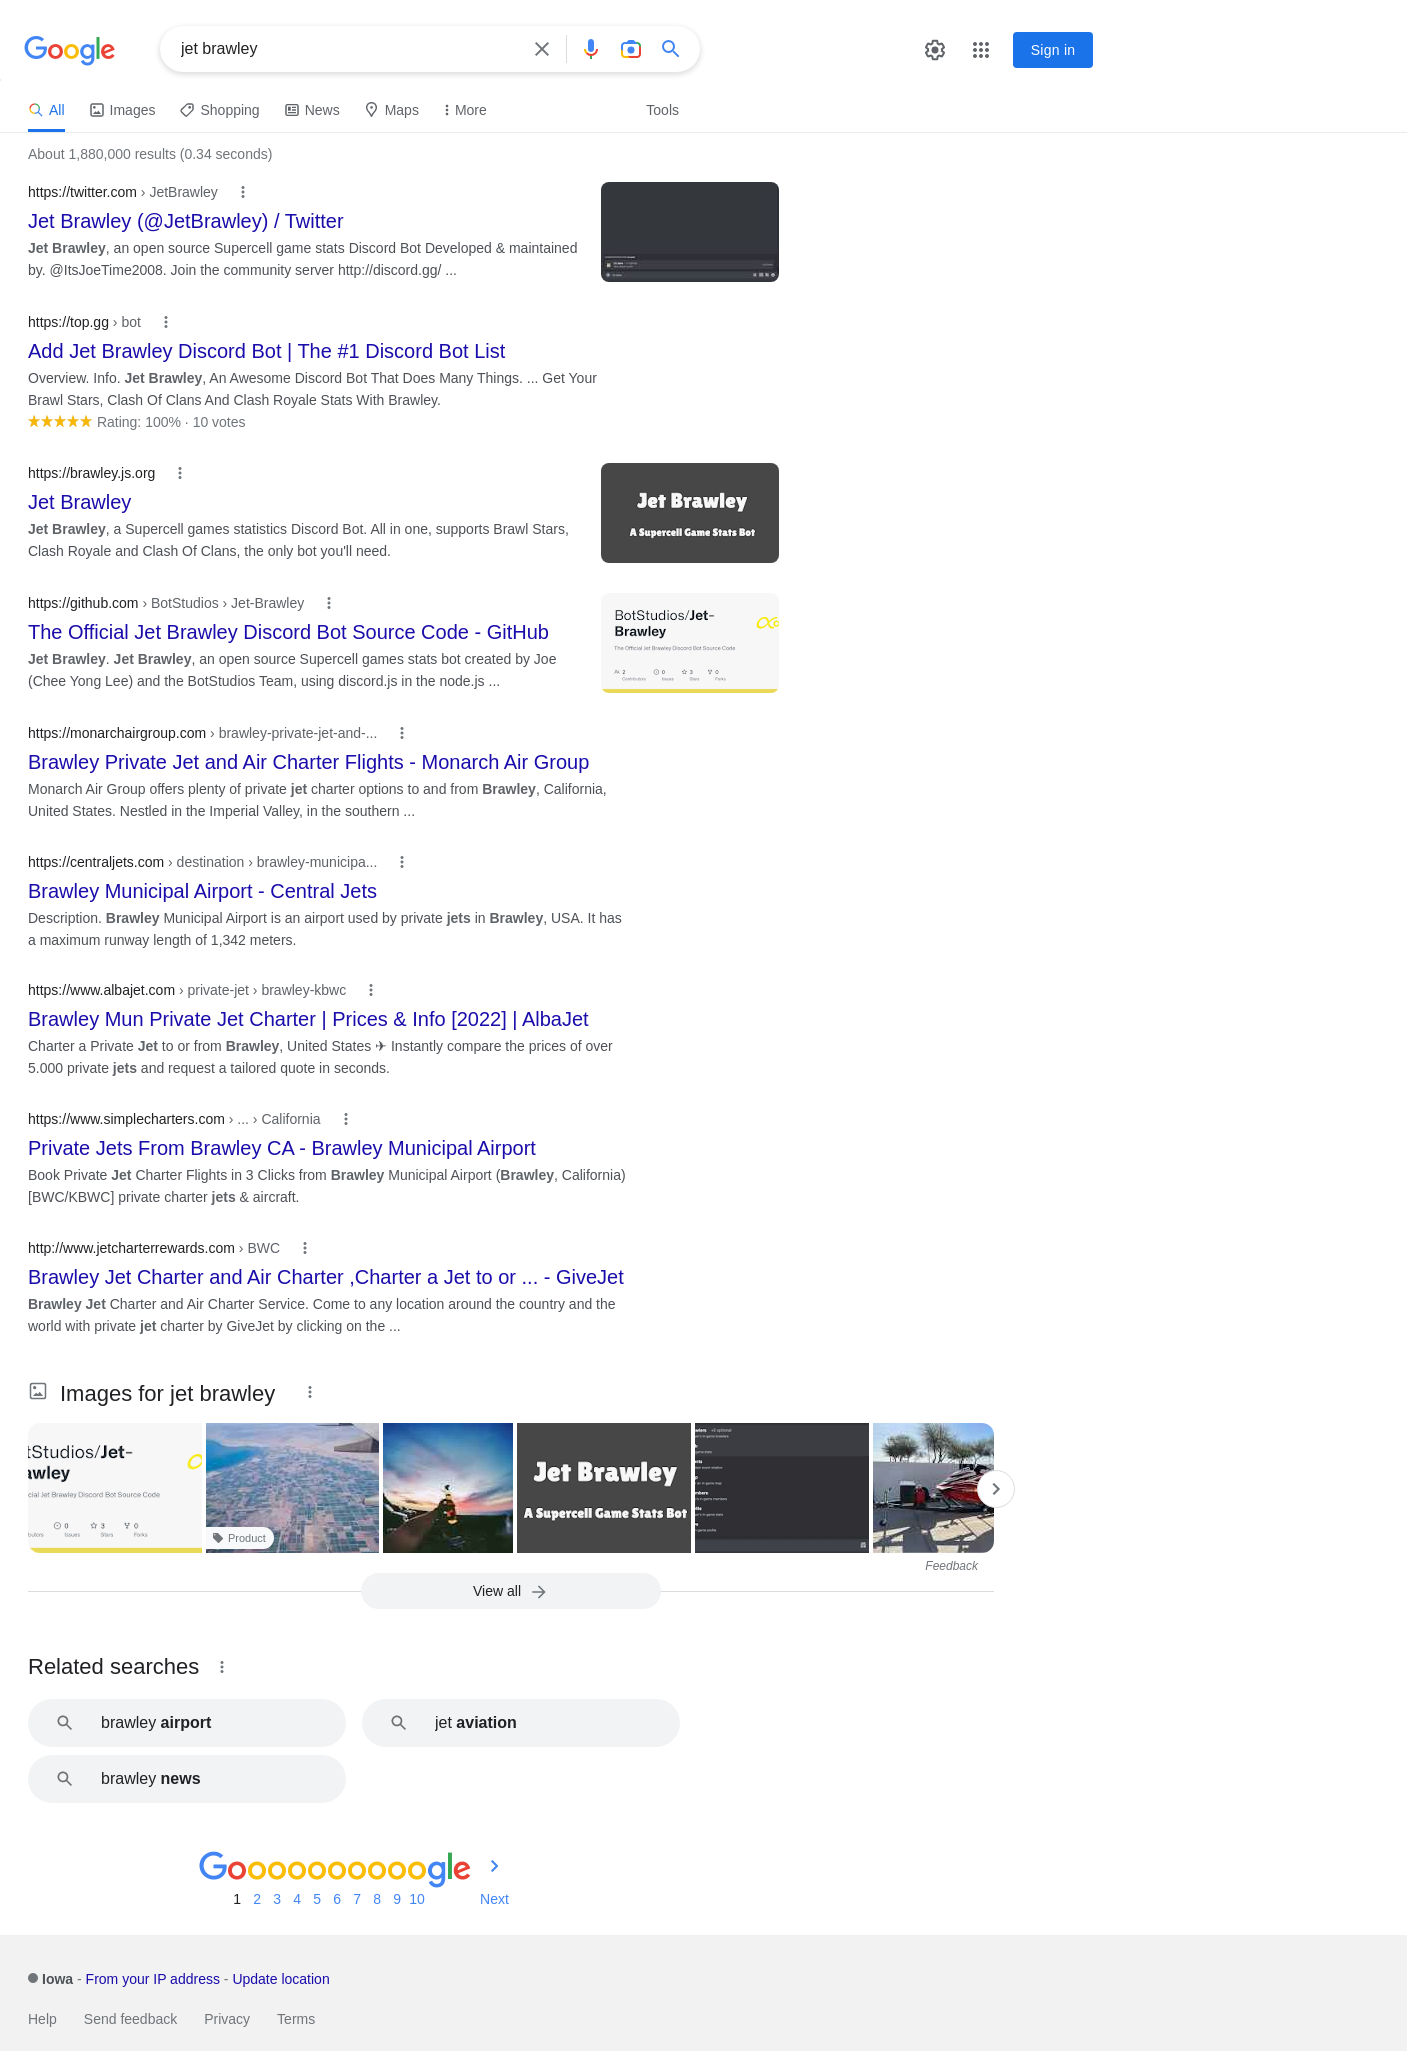 Google
jet brawley
Sign in
All
Images
Shopping
News
Maps
More
Tools
About 1,880,000 results (0.34 seconds)
https://twitter.com › JetBrawley
Jet Brawley (@JetBrawley) / Twitter
Jet Brawley, an open source Supercell game stats Discord Bot Developed & maintained
by. @ItsJoeTime2008. Join the community server http://discord.gg/ ...
https://top.gg › bot
Add Jet Brawley Discord Bot | The #1 Discord Bot List
Overview. Info. Jet Brawley, An Awesome Discord Bot That Does Many Things. ... Get Your
Brawl Stars, Clash Of Clans And Clash Royale Stats With Brawley.
Rating: 100% · 10 votes
https://brawley.js.org
Jet Brawley
Jet Brawley, a Supercell games statistics Discord Bot. All in one, supports Brawl Stars,
Clash Royale and Clash Of Clans, the only bot you'll need.
Jet Brawley
A Supercell Game Stats Bot
https://github.com › BotStudios › Jet-Brawley
The Official Jet Brawley Discord Bot Source Code - GitHub
Jet Brawley. Jet Brawley, an open source Supercell games stats bot created by Joe
(Chee Yong Lee) and the BotStudios Team, using discord.js in the node.js ...
BotStudios/Jet-
Brawley
The Official Jet Brawley Discord Bot Source Code
2 0 3 0
Contributors Issues Stars Forks
https://monarchairgroup.com › brawley-private-jet-and-...
Brawley Private Jet and Air Charter Flights - Monarch Air Group
Monarch Air Group offers plenty of private jet charter options to and from Brawley, California,
United States. Nestled in the Imperial Valley, in the southern ...
https://centraljets.com › destination › brawley-municipa...
Brawley Municipal Airport - Central Jets
Description. Brawley Municipal Airport is an airport used by private jets in Brawley, USA. It has
a maximum runway length of 1,342 meters.
https://www.albajet.com › private-jet › brawley-kbwc
Brawley Mun Private Jet Charter | Prices & Info [2022] | AlbaJet
Charter a Private Jet to or from Brawley, United States ✈ Instantly compare the prices of over
5.000 private jets and request a tailored quote in seconds.
https://www.simplecharters.com › ... › California
Private Jets From Brawley CA - Brawley Municipal Airport
Book Private Jet Charter Flights in 3 Clicks from Brawley Municipal Airport (Brawley, California)
[BWC/KBWC] private charter jets & aircraft.
http://www.jetcharterrewards.com › BWC
Brawley Jet Charter and Air Charter ,Charter a Jet to or ... - GiveJet
Brawley Jet Charter and Air Charter Service. Come to any location around the country and the
world with private jet charter by GiveJet by clicking on the ...
Images for jet brawley
tStudios/Jet-
awley
cial Jet Brawley Discord Bot Source Code
0 3 0
butors Issues Stars Forks
Product
Jet Brawley
A Supercell Game Stats Bot
Feedback
View all
Related searches
brawley airport
jet aviation
brawley news
Goooooooooogle
1 2 3 4 5 6 7 8 9 10 Next
Iowa - From your IP address - Update location
Help Send feedback Privacy Terms